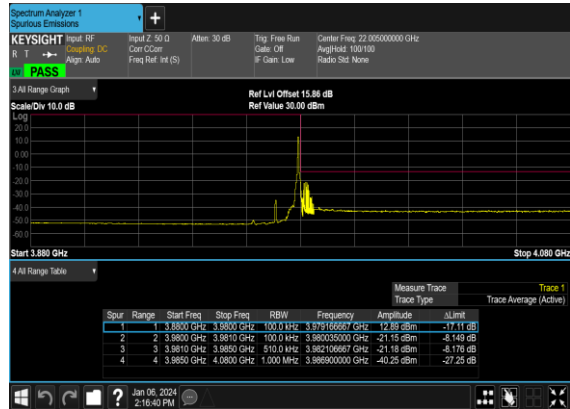 Spectrum Analyzer 1
Spurious Emissions
+
KEYSIGHT Input: RF Input Z: 50 Ω Atten: 30 dB Trig: Free Run Center Freq: 22.005000000 GHz
R T Coupling: DC Corr CCorr Gate: Off Avg|Hold: 100/100
Align: Auto Freq Ref: Int (S) IF Gain: Low Radio Std: None
PASS
3 All Range Graph
Ref Lvl Offset 15.86 dB
Scale/Div 10.0 dB Ref Value 30.00 dBm
Log
20.0
10.0
0.00
-10.0
-20.0
-30.0
-40.0
-50.0
-60.0
Start 3.880 GHz Stop 4.080 GHz
4 All Range Table
Measure Trace Trace 1
Trace Type Trace Average (Active)
Spur Range Start Freq Stop Freq RBW Frequency Amplitude ΔLimit
1 1 3.8800 GHz 3.9800 GHz 100.0 kHz 3.979166667 GHz 12.89 dBm -17.11 dB
2 2 3.9800 GHz 3.9810 GHz 100.0 kHz 3.980035000 GHz -21.15 dBm -8.149 dB
3 3 3.9810 GHz 3.9850 GHz 510.0 kHz 3.982106667 GHz -21.18 dBm -8.176 dB
4 4 3.9850 GHz 4.0800 GHz 1.000 MHz 3.986900000 GHz -40.25 dBm -27.25 dB
? Jan 06, 2024
2:16:40 PM